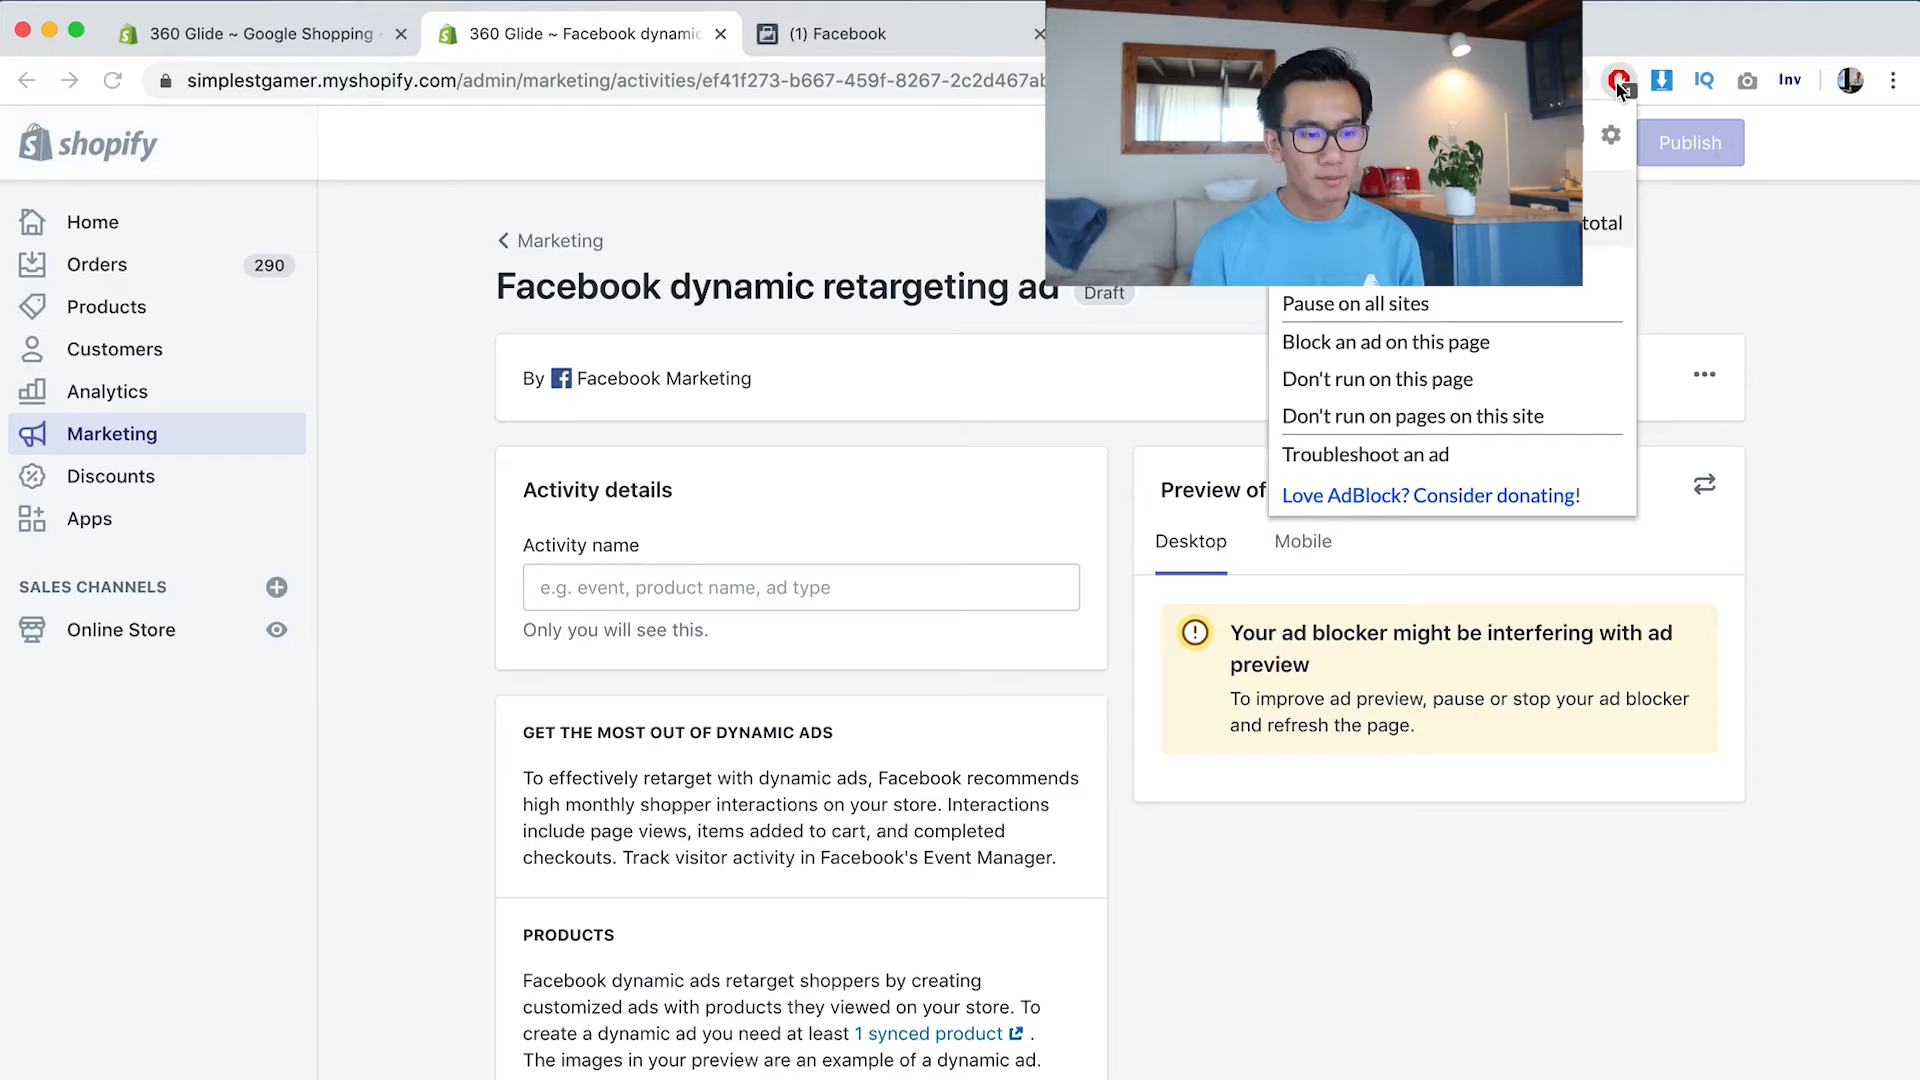 360 Glide ~ Google Shopping
360 Glide ~ Facebook dynamic
(1) Facebook
simplestgamer.myshopify.com/admin/marketing/activities/ef41f273-b667-459f-8267-2c2d467ab
IQ
Inv
shopify
Publish
Home
Orders
290
Products
Customers
Analytics
Marketing
Discounts
Apps
SALES CHANNELS
Online Store
Marketing
Facebook dynamic retargeting ad
Draft
By Facebook Marketing
total
Pause on all sites
Block an ad on this page
Don't run on this page
Don't run on pages on this site
Troubleshoot an ad
Love AdBlock? Consider donating!
Activity details
Activity name
e.g. event, product name, ad type
Only you will see this.
GET THE MOST OUT OF DYNAMIC ADS
To effectively retarget with dynamic ads, Facebook recommends
high monthly shopper interactions on your store. Interactions
include page views, items added to cart, and completed
checkouts. Track visitor activity in Facebook's Event Manager.
PRODUCTS
Facebook dynamic ads retarget shoppers by creating
customized ads with products they viewed on your store. To
create a dynamic ad you need at least 1 synced product .
The images in your preview are an example of a dynamic ad.
Preview of
Desktop
Mobile
Your ad blocker might be interfering with ad
preview
To improve ad preview, pause or stop your ad blocker
and refresh the page.